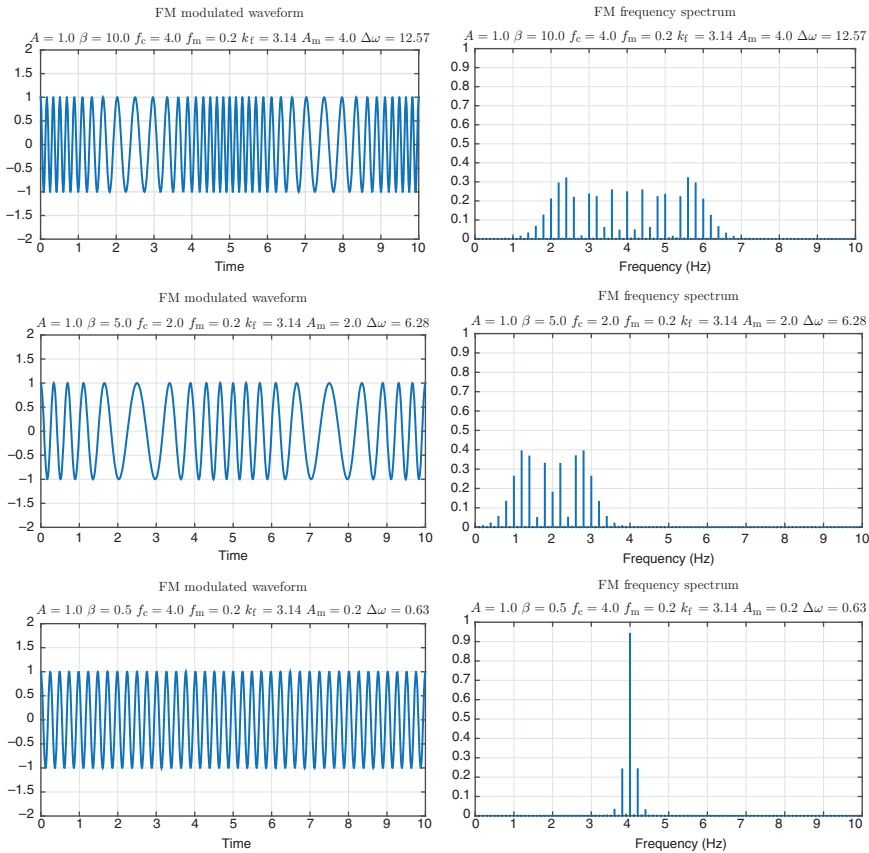 FM modulated waveform
A = 1.0 β = 10.0 f_c = 4.0 f_m = 0.2 k_f = 3.14 A_m = 4.0 Δω = 12.57
2
1.5
1
0.5
0
−0.5
−1
−1.5
−2
0 1 2 3 4 5 6 7 8 9 10
Time
FM frequency spectrum
A = 1.0 β = 10.0 f_c = 4.0 f_m = 0.2 k_f = 3.14 A_m = 4.0 Δω = 12.57
1
0.9
0.8
0.7
0.6
0.5
0.4
0.3
0.2
0.1
0
0 1 2 3 4 5 6 7 8 9 10
Frequency (Hz)
FM modulated waveform
A = 1.0 β = 5.0 f_c = 2.0 f_m = 0.2 k_f = 3.14 A_m = 2.0 Δω = 6.28
2
1.5
1
0.5
0
−0.5
−1
−1.5
−2
0 1 2 3 4 5 6 7 8 9 10
Time
FM frequency spectrum
A = 1.0 β = 5.0 f_c = 2.0 f_m = 0.2 k_f = 3.14 A_m = 2.0 Δω = 6.28
1
0.9
0.8
0.7
0.6
0.5
0.4
0.3
0.2
0.1
0
0 1 2 3 4 5 6 7 8 9 10
Frequency (Hz)
FM modulated waveform
A = 1.0 β = 0.5 f_c = 4.0 f_m = 0.2 k_f = 3.14 A_m = 0.2 Δω = 0.63
2
1.5
1
0.5
0
−0.5
−1
−1.5
−2
0 1 2 3 4 5 6 7 8 9 10
Time
FM frequency spectrum
A = 1.0 β = 0.5 f_c = 4.0 f_m = 0.2 k_f = 3.14 A_m = 0.2 Δω = 0.63
1
0.9
0.8
0.7
0.6
0.5
0.4
0.3
0.2
0.1
0
0 1 2 3 4 5 6 7 8 9 10
Frequency (Hz)